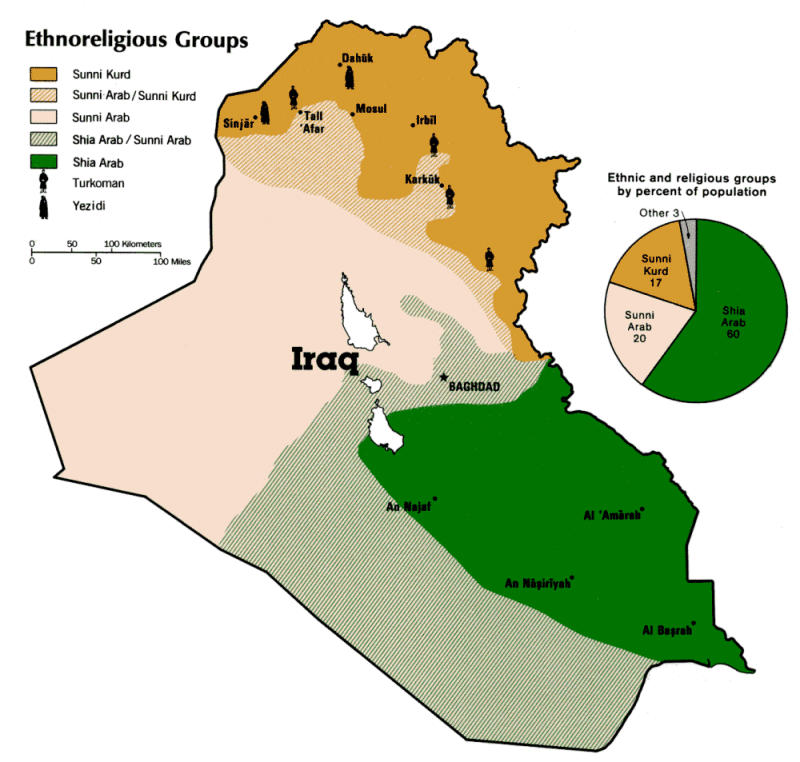 Ethnoreligious Groups
Sunni Kurd
Sunni Arab/Sunni Kurd
Sunni Arab
Shia Arab/Sunni Arab
Shia Arab
Turkoman
Yezidi
0 50 100 Kilometers
0 50 100 Miles
Dahūk
Mosul
Irbīl
Sinjār
Tall
'Afar
Karkūk
Iraq
BAGHDAD
An Najaf
Al 'Amārah
An Nāşirīyah
Al Başrah
Ethnic and religious groups
by percent of population
Other 3
Sunni
Kurd
17
Sunni
Arab
20
Shia
Arab
60